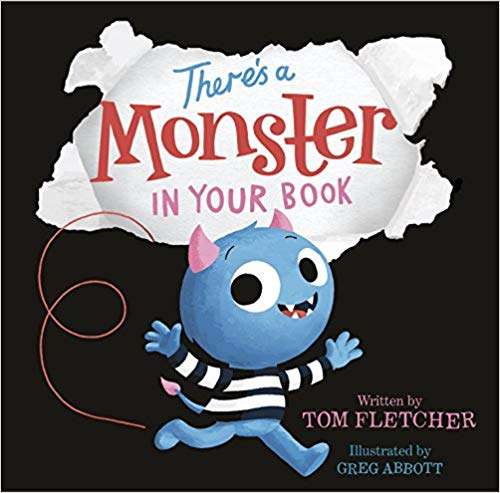 There's a
Monster
IN YOUR BOOK
Written by
TOM FLETCHER
Illustrated by
GREG ABBOTT